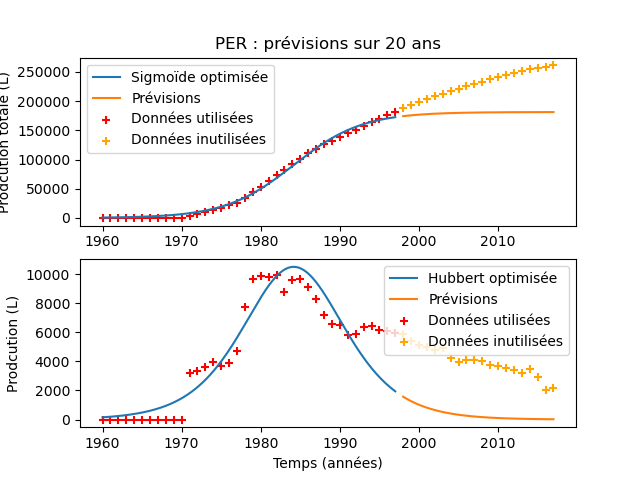 PER : prévisions sur 20 ans
Prodcution totale (L)
250000
200000
150000
100000
50000
0
Sigmoïde optimisée
Prévisions
Données utilisées
Données inutilisées
1960 1970 1980 1990 2000 2010
Prodcution (L)
10000
8000
6000
4000
2000
0
Hubbert optimisée
Prévisions
Données utilisées
Données inutilisées
1960 1970 1980 1990 2000 2010
Temps (années)